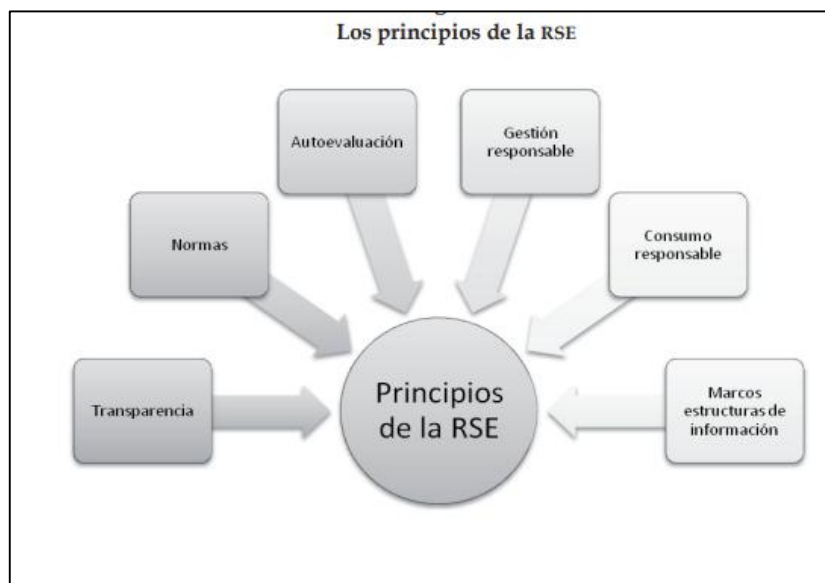 Los principios de la RSE
Autoevaluación
Gestión
responsable
Normas
Consumo
responsable
Transparencia
Principios
de la RSE
Marcos
estructuras de
información